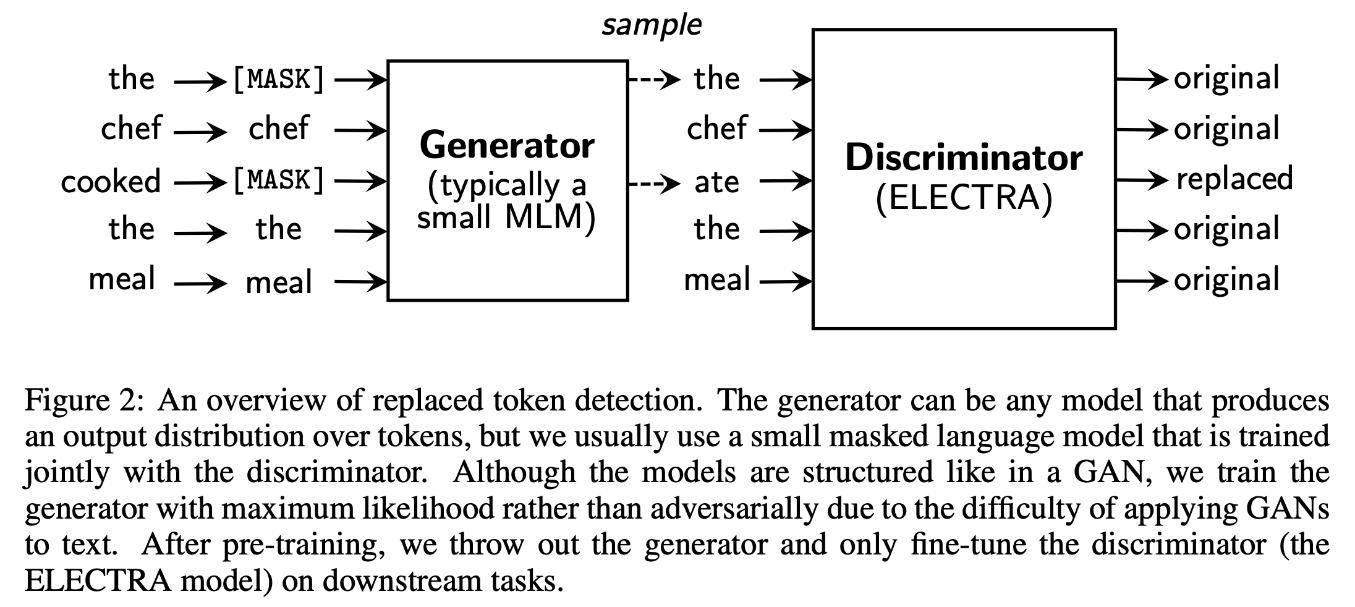 sample
the [MASK] the original
chef chef chef original
Generator
Discriminator
cooked [MASK] (typically a ate (ELECTRA) replaced
small MLM)
the the the original
meal meal meal original
Figure 2: An overview of replaced token detection. The generator can be any model that produces
an output distribution over tokens, but we usually use a small masked language model that is trained
jointly with the discriminator. Although the models are structured like in a GAN, we train the
generator with maximum likelihood rather than adversarially due to the difficulty of applying GANs
to text. After pre-training, we throw out the generator and only fine-tune the discriminator (the
ELECTRA model) on downstream tasks.